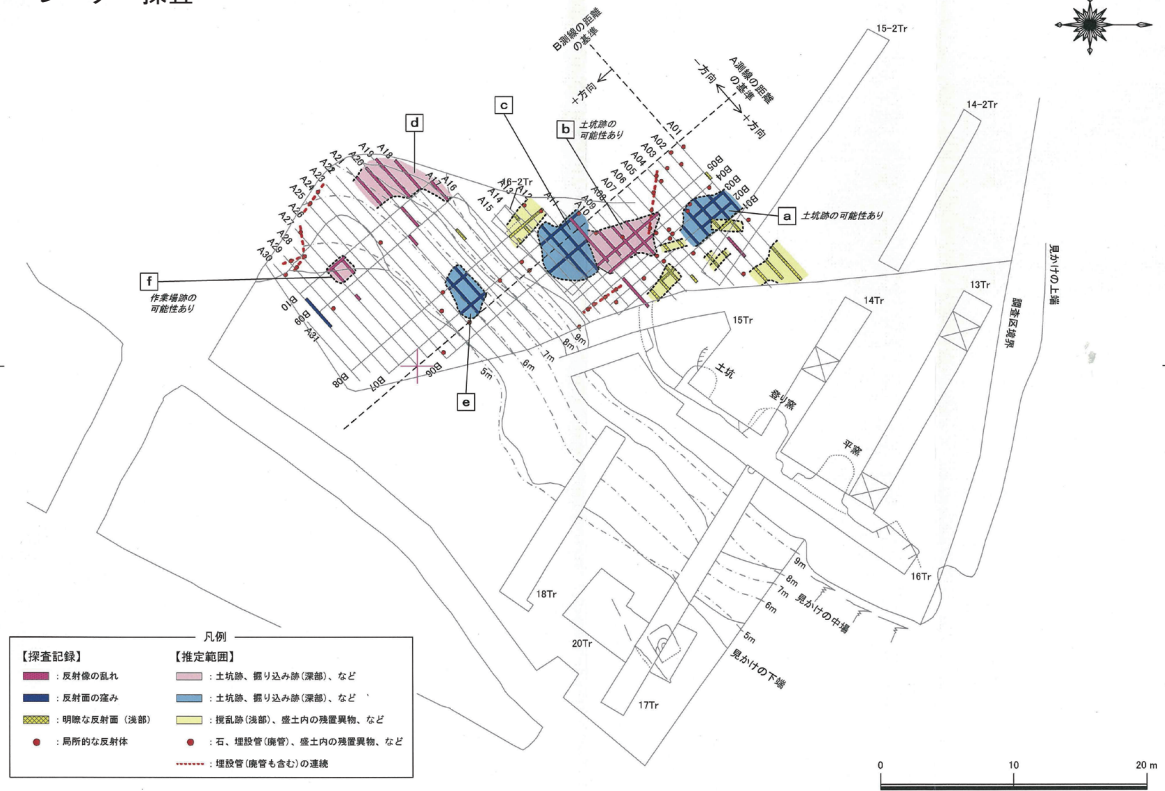 15-2Tr
14-2Tr
B測線の距離
の基準
＋方向
A測線の距離
の基準
－方向
＋方向
c
b
土坑跡の
可能性あり
d
a
土坑跡の可能性あり
f
作業場跡の
可能性あり
e
A01
A02
A03
A04
A05
A06
A07
A08
A09
A10
A11
A12
A13
A14
A15
16-2Tr
A16
A17
A18
A19
A20
A21
A22
A23
A24
A25
A26
A27
A28
A29
A30
A31
B01
B02
B03
B04
B05
B06
B07
B08
B09
B10
5m
6m
7m
8m
9m
15Tr
14Tr
13Tr
土坑
登り窯
平窯
16Tr
見かけの上端
調査区境界
9m
8m
7m
6m
5m
見かけの中場
見かけの下端
18Tr
20Tr
17Tr
凡例
【探査記録】
：反射像の乱れ
：反射面の窪み
：明瞭な反射面（浅部）
：局所的な反射体
【推定範囲】
：土坑跡、掘り込み跡(深部)、など
：土坑跡、掘り込み跡(深部)、など
：撹乱跡(浅部)、盛土内の残置異物、など
：石、埋設管(廃管)、盛土内の残置異物、など
：埋設管(廃管も含む)の連続
0
10
20 m